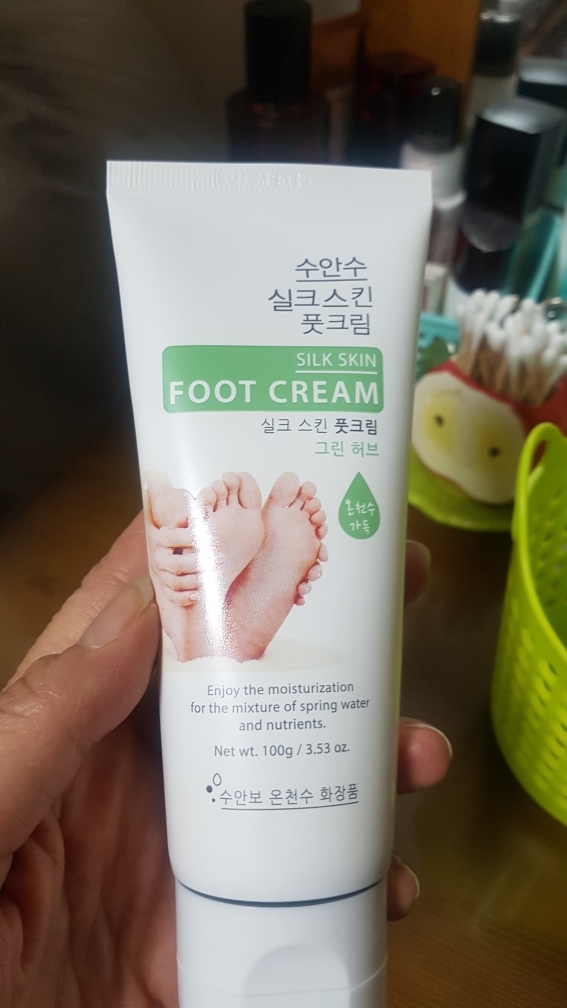 수안수
실크스킨
풋크림
SILK SKIN
FOOT CREAM
실크 스킨 풋크림
그린 허브
온천수
가득
Enjoy the moisturization
for the mixture of spring water
and nutrients.
Net wt. 100g / 3.53 oz.
수안보 온천수 화장품